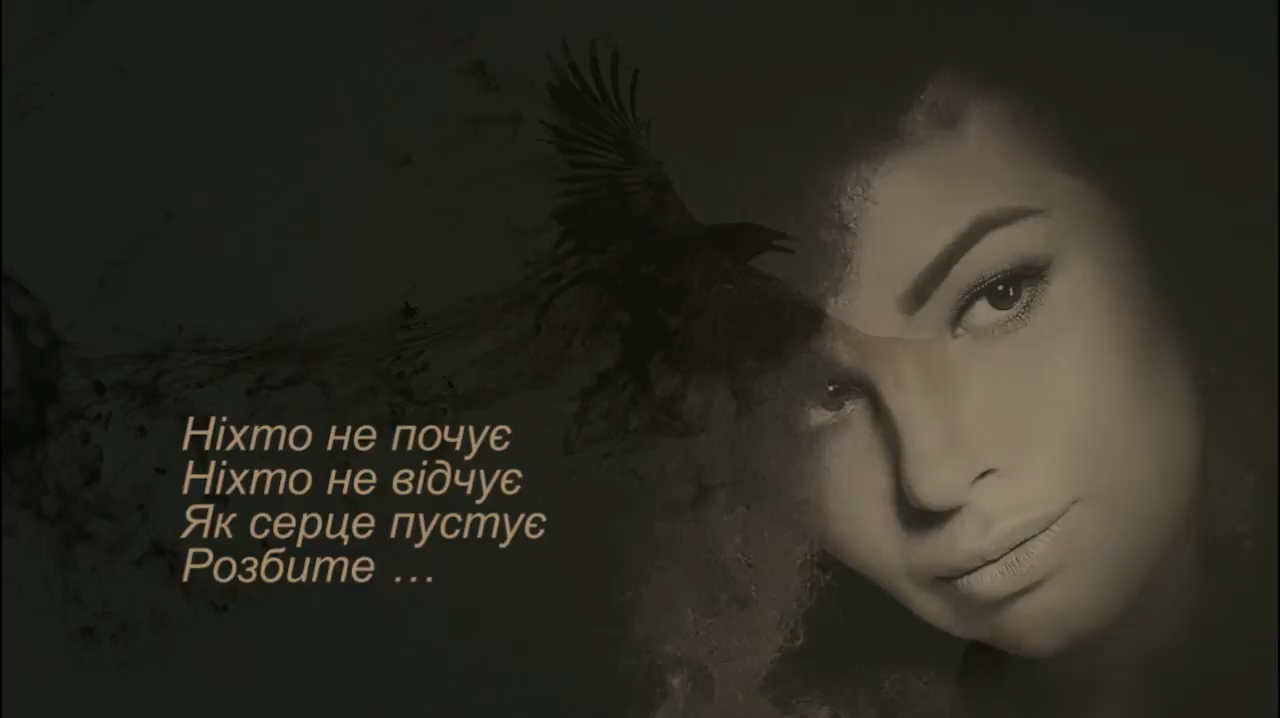 Ніхто не почує
Ніхто не відчує
Як серце пустує
Розбите ...